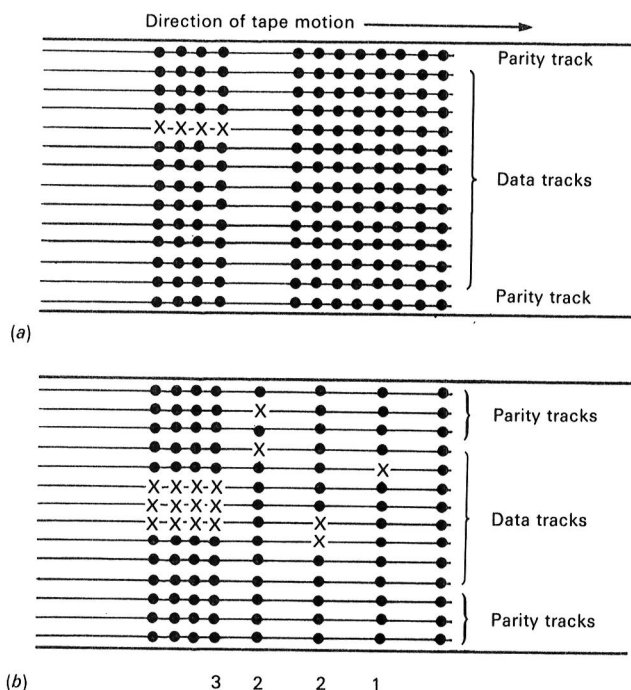 Direction of tape motion
Parity track
Data tracks
Parity track
(a)
Parity tracks
Data tracks
Parity tracks
(b) 3 2 2 1